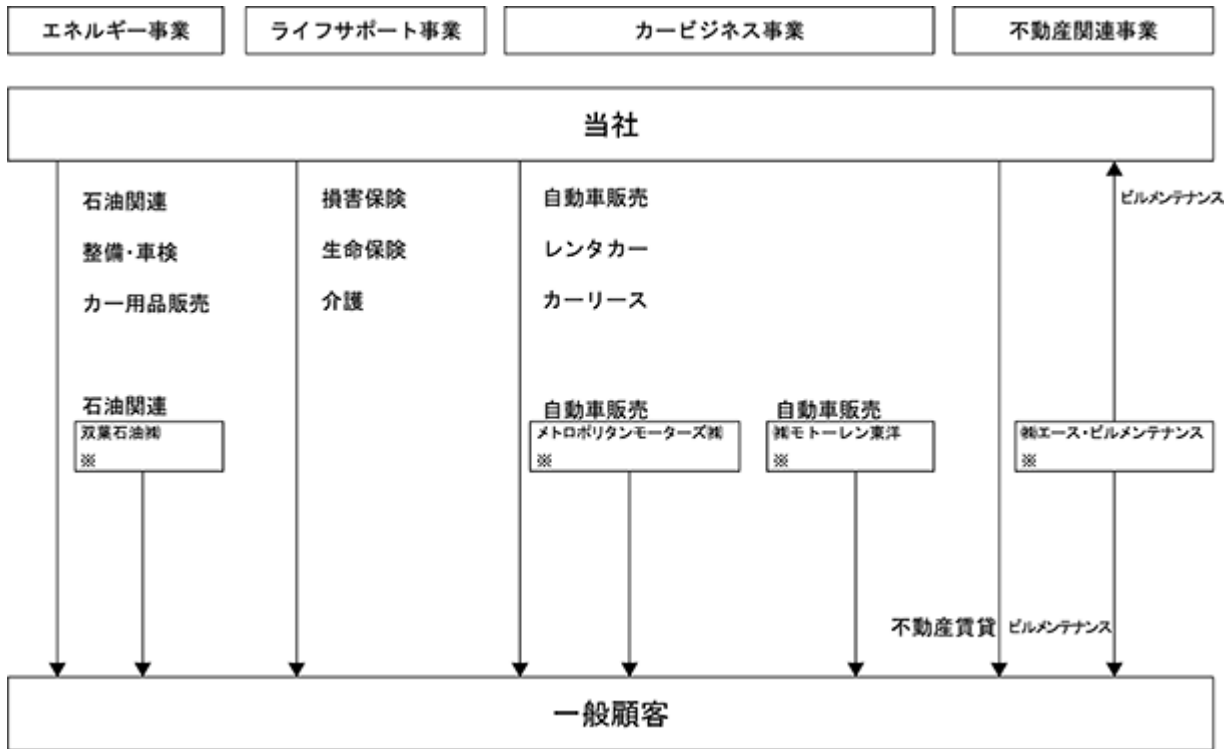 エネルギー事業
ライフサポート事業
カービジネス事業
不動産関連事業
当社
石油関連
整備・車検
カー用品販売
損害保険
生命保険
介護
自動車販売
レンタカー
カーリース
ビルメンテナンス
石油関連
双葉石油㈱
※
自動車販売
メトロポリタンモーターズ㈱
※
自動車販売
㈱モトーレン東洋
※
㈱エース・ビルメンテナンス
※
不動産賃貸
ビルメンテナンス
一般顧客